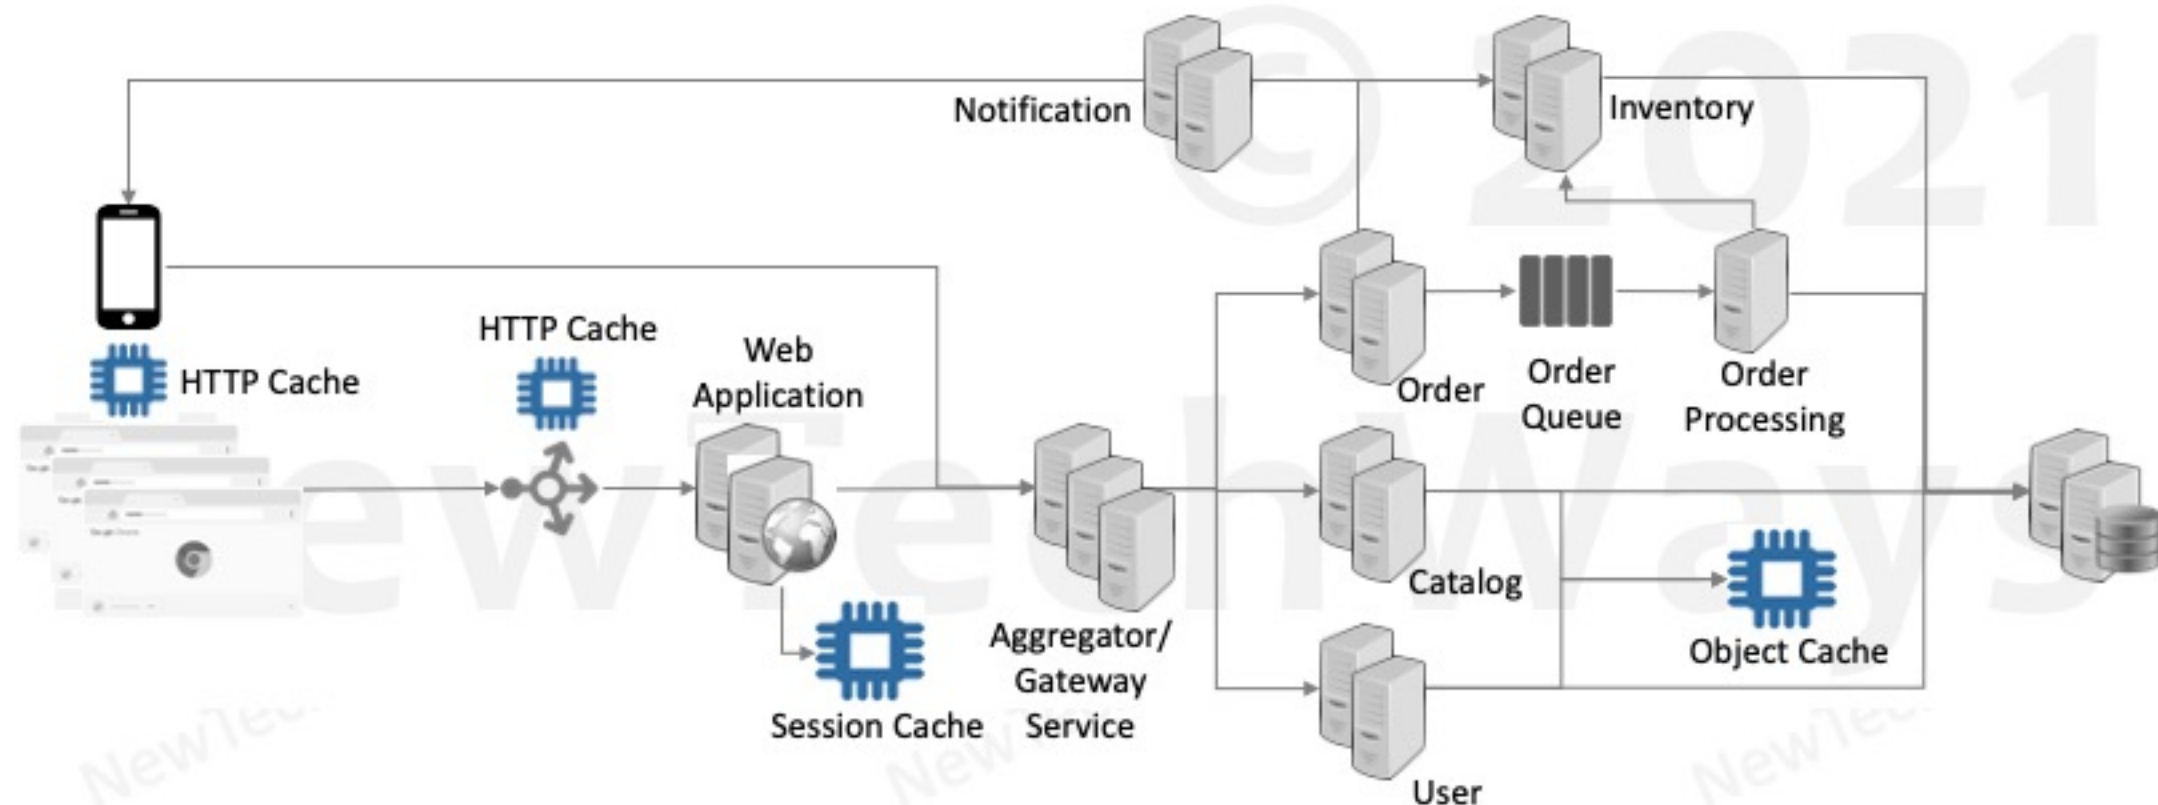 © 2021
Notification
Inventory
HTTP Cache
HTTP Cache
Web
Application
Order
Order
Queue
Order
Processing
NewTechWays
Catalog
Object Cache
Aggregator/
Gateway
Service
Session Cache
User